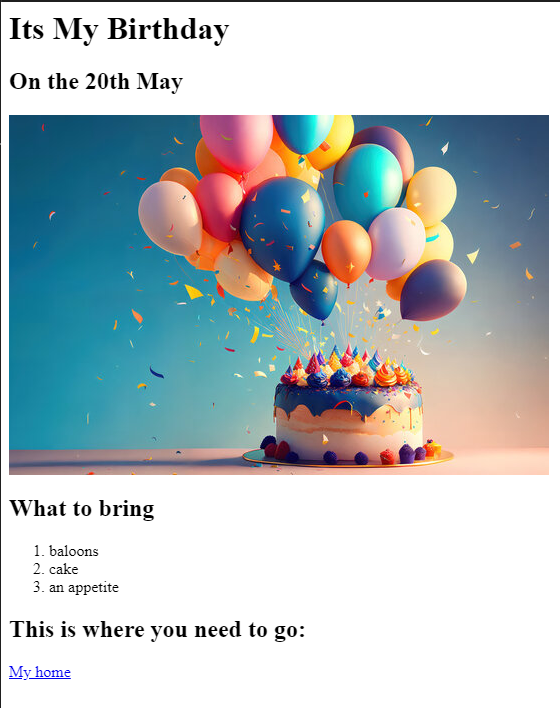 Its My Birthday
On the 20th May
What to bring
1. baloons
2. cake
3. an appetite
This is where you need to go:
My home